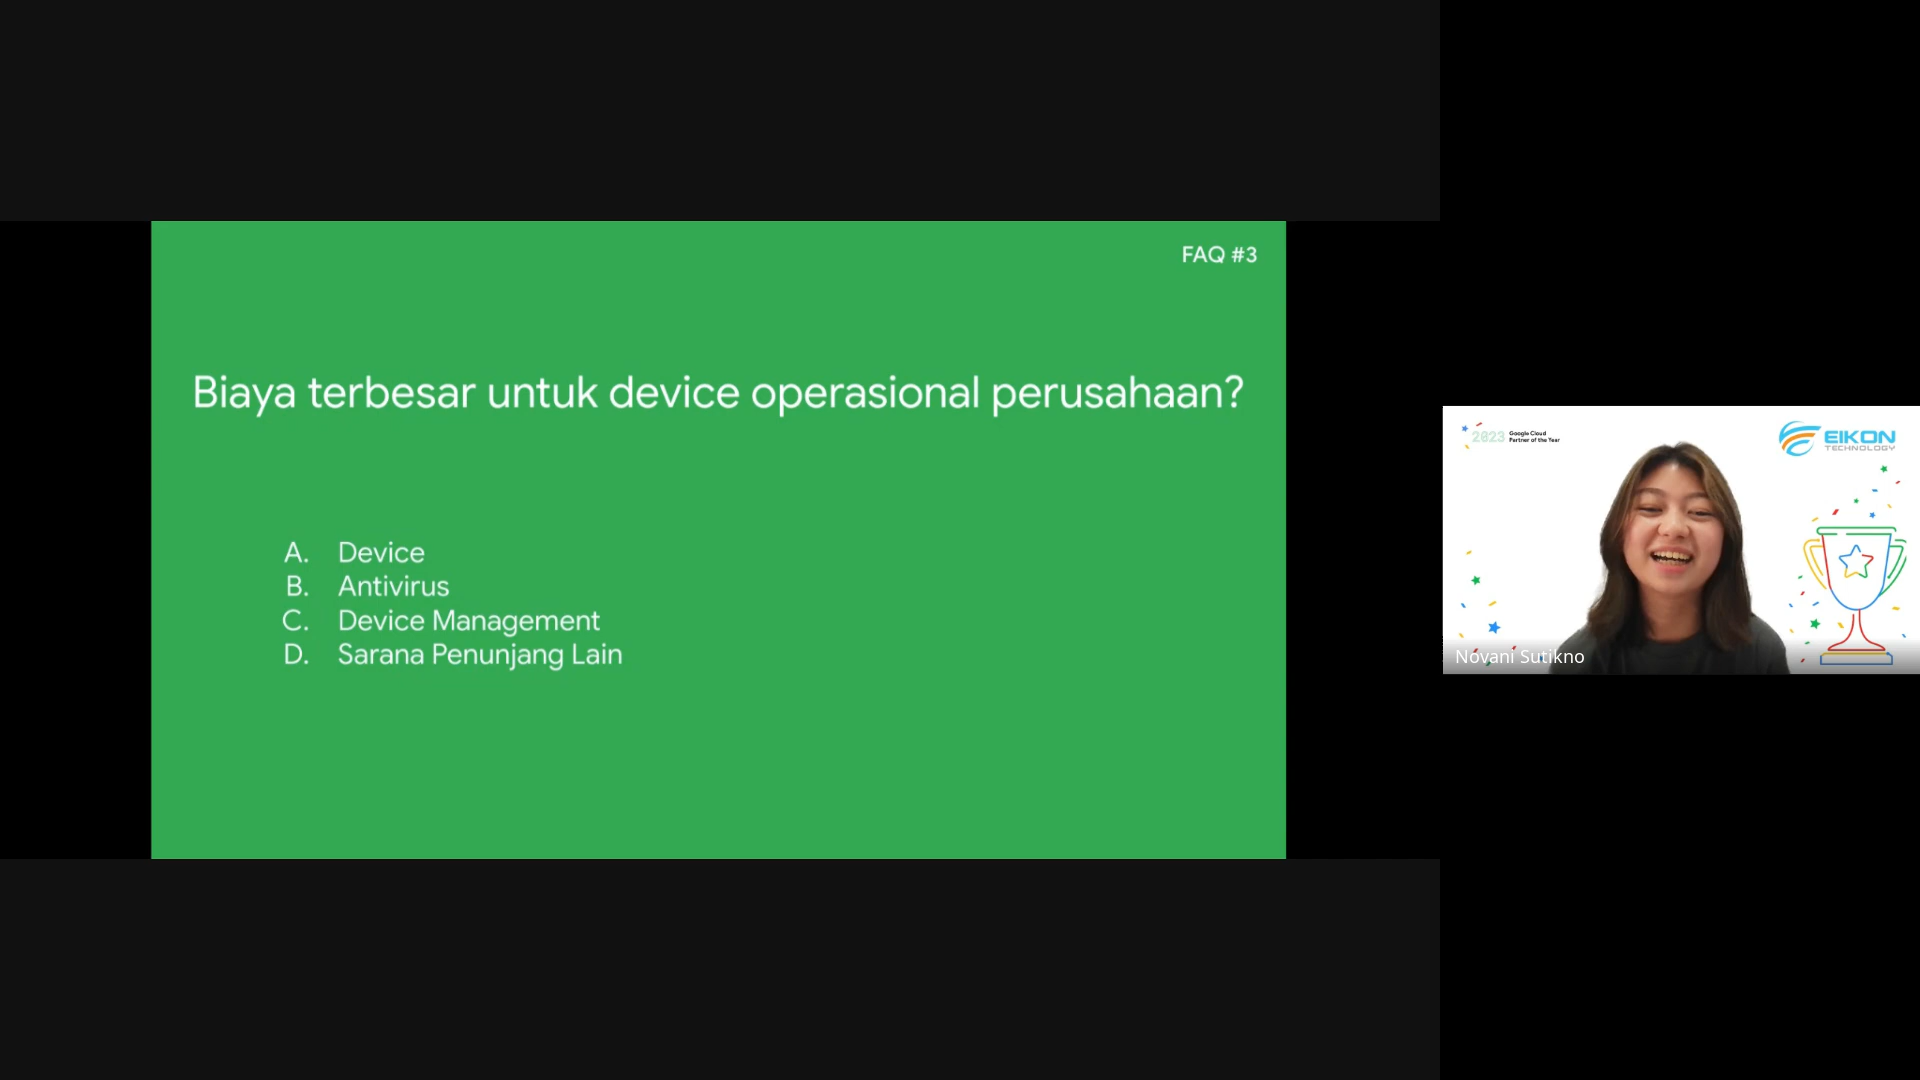 FAQ #3
Biaya terbesar untuk device operasional perusahaan?
A. Device
B. Antivirus
C. Device Management
D. Sarana Penunjang Lain
2023 Google Cloud
Partner of the Year
EIKON
TECHNOLOGY
Novani Sutikno